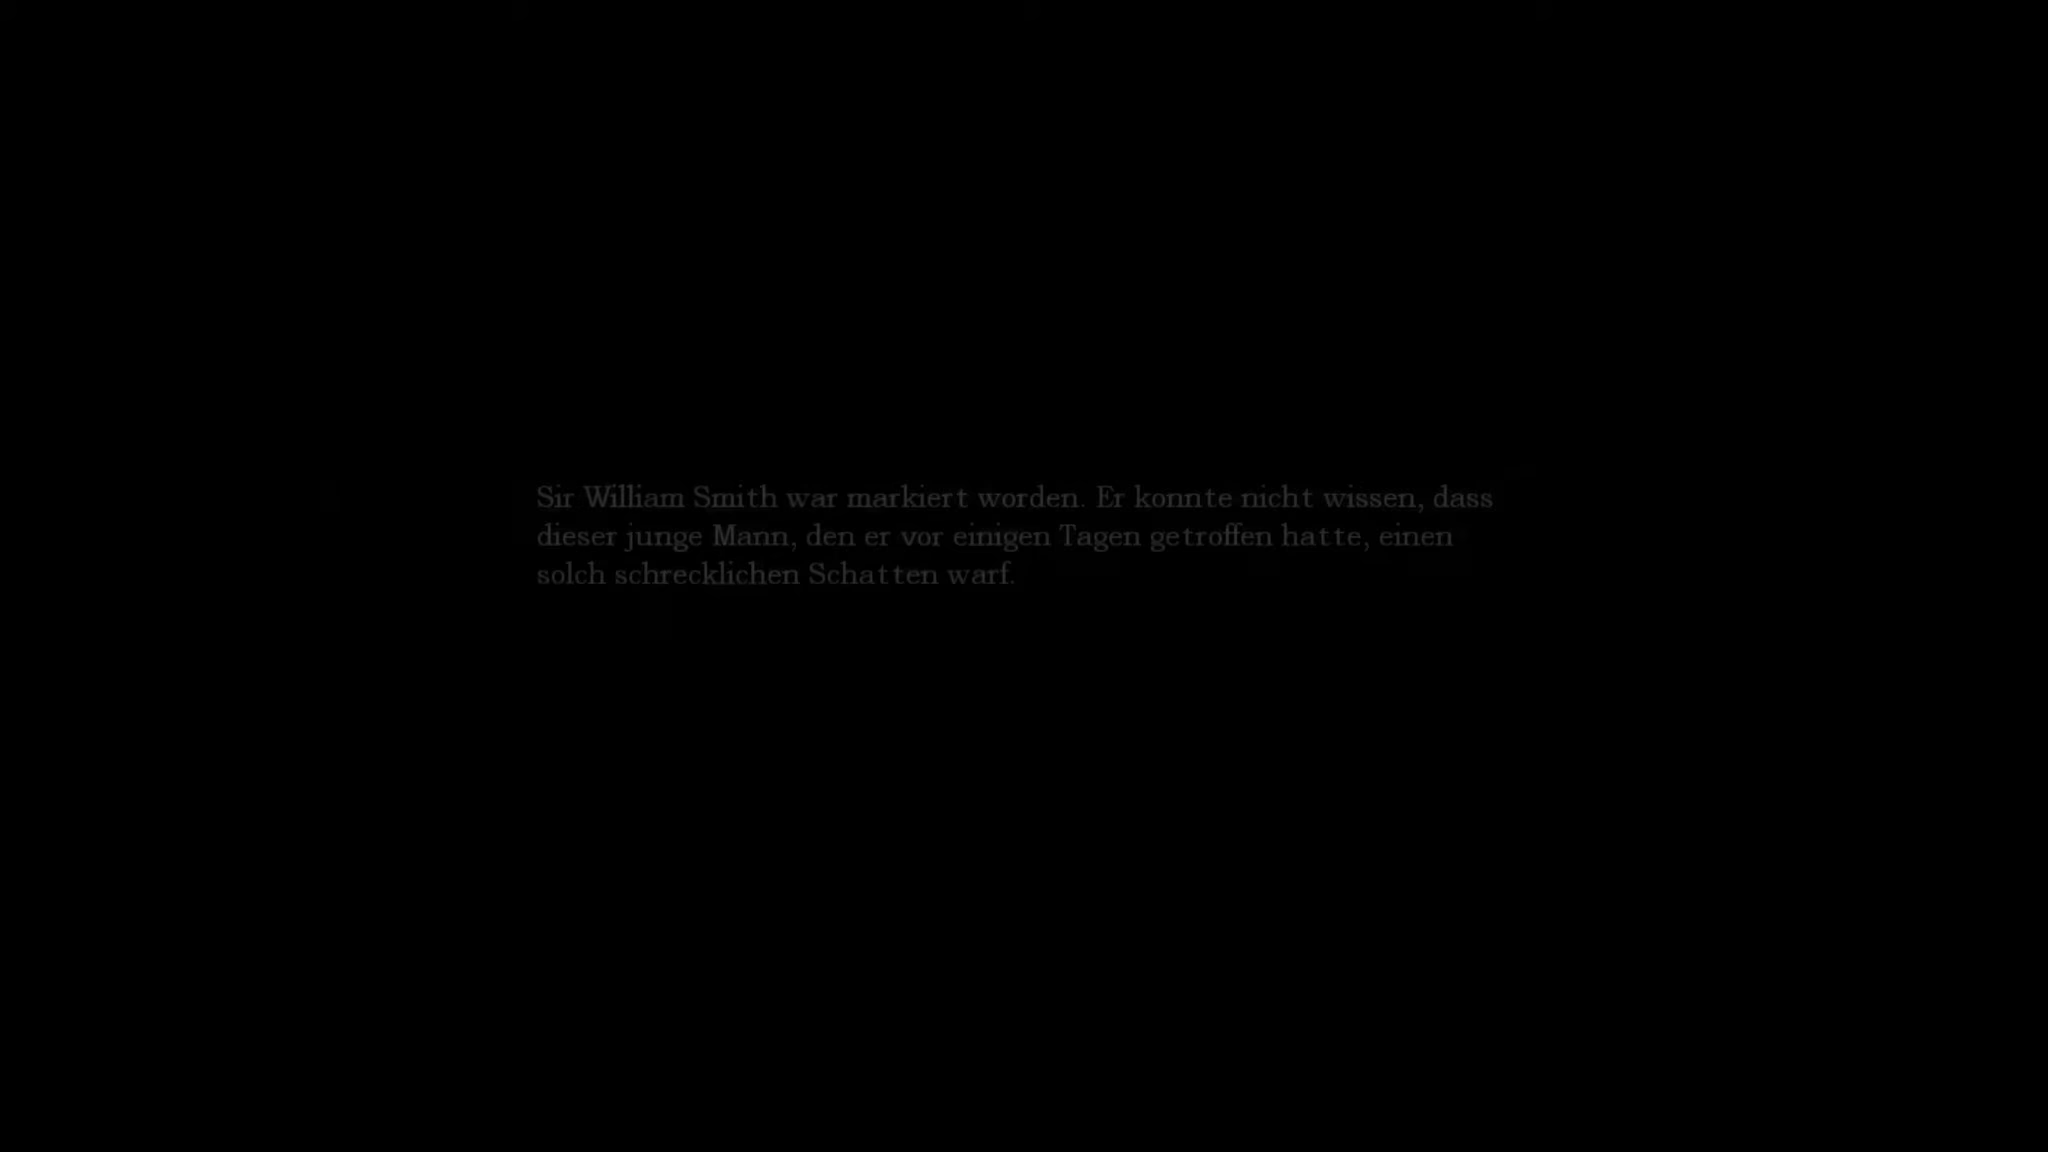 Sir William Smith war markiert worden. Er konnte nicht wissen, dass
dieser junge Mann, den er vor einigen Tagen getroffen hatte, einen
solch schrecklichen Schatten warf.